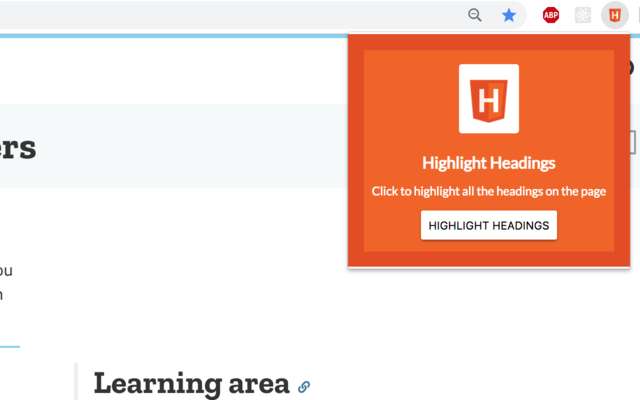 ABP
H
H
ers
Highlight Headings
Click to highlight all the headings on the page
HIGHLIGHT HEADINGS
ou
n
Learning area